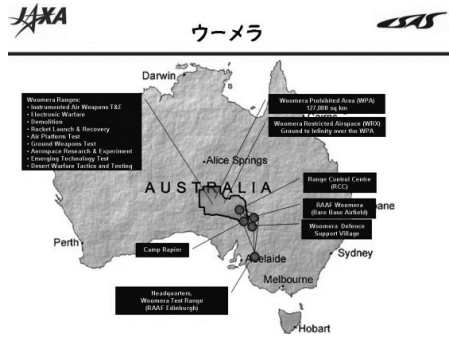 JAXA
ウーメラ
ISAS
Darwin
Woomera Ranges:
• Instrumented Air Weapons T&E
• Electronic Warfare
• Demolition
• Rocket Launch & Recovery
• Air Platform Test
• Ground Weapons Test
• Aerospace Research & Experiment
• Emerging Technology Test
• Desert Warfare Tactics and Testing
Woomera Prohibited Area (WPA)
127,800 sq km
Woomera Restricted Airspace (WRX)
Ground to Infinity over the WPA
Alice Springs
AUSTRALIA
Range Control Centre
(RCC)
RAAF Woomera
(Bare Base Airfield)
Woomera Defence
Support Village
Camp Rapier
Perth
Adelaide
Sydney
Headquarters,
Woomera Test Range
(RAAF Edinburgh)
Melbourne
Hobart